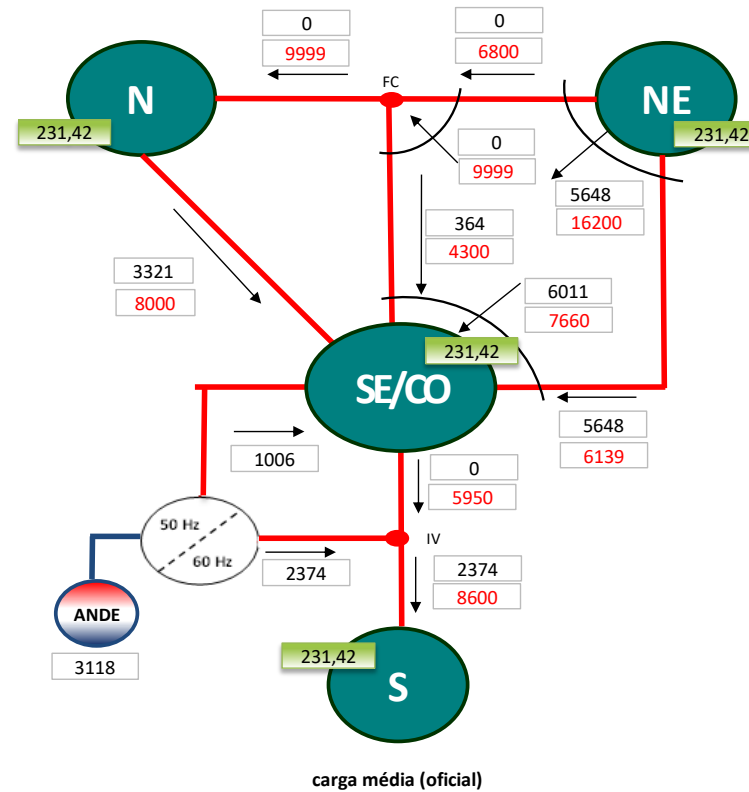 0
9999
0
6800
FC
N
NE
231,42
231,42
0
9999
5648
16200
364
4300
3321
8000
6011
7660
231,42
SE/CO
5648
6139
1006
0
5950
50 Hz
60 Hz
IV
2374
2374
8600
ANDE
3118
231,42
S
carga média (oficial)